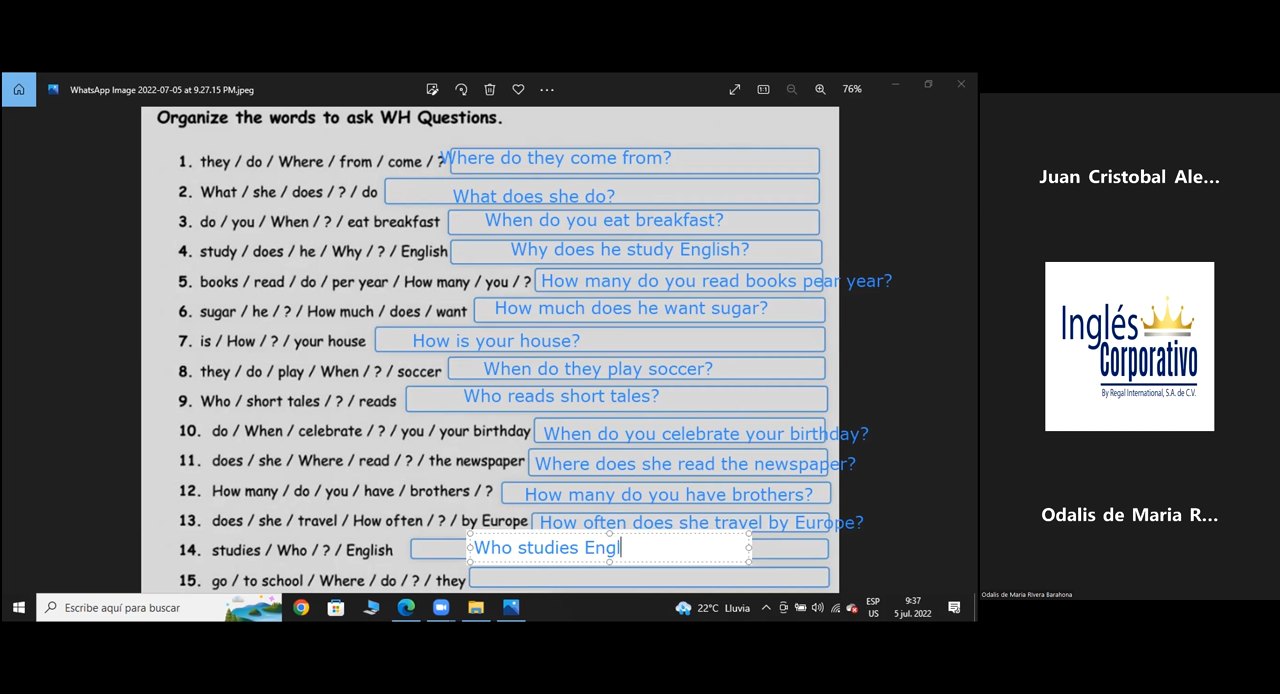 WhatsApp Image 2022-07-05 at 9.27.15 PM.jpeg
76%
Organize the words to ask WH Questions.
1. they / do / Where / from / come / ? Where do they come from?
2. What / she / does / ? / do What does she do?
3. do / you / When / ? / eat breakfast When do you eat breakfast?
4. study / does / he / Why / ? / English Why does he study English?
5. books / read / do / per year / How many / you / ? How many do you read books pear year?
6. sugar / he / ? / How much / does / want How much does he want sugar?
7. is / How / ? / your house How is your house?
8. they / do / play / When / ? / soccer When do they play soccer?
9. Who / short tales / ? / reads Who reads short tales?
10. do / When / celebrate / ? / you / your birthday When do you celebrate your birthday?
11. does / she / Where / read / ? / the newspaper Where does she read the newspaper?
12. How many / do / you / have / brothers / ? How many do you have brothers?
13. does / she / travel / How often / ? / by Europe How often does she travel by Europe?
14. studies / Who / ? / English Who studies Engl
15. go / to school / Where / do / ? / they
Juan Cristobal Ale...
Inglés
Corporativo
By Regal International, S.A. de C.V.
Odalis de Maria R...
Odalis de Maria Rivera Barahona
Escribe aquí para buscar
22°C Lluvia
ESP
US
9:37
5 jul. 2022